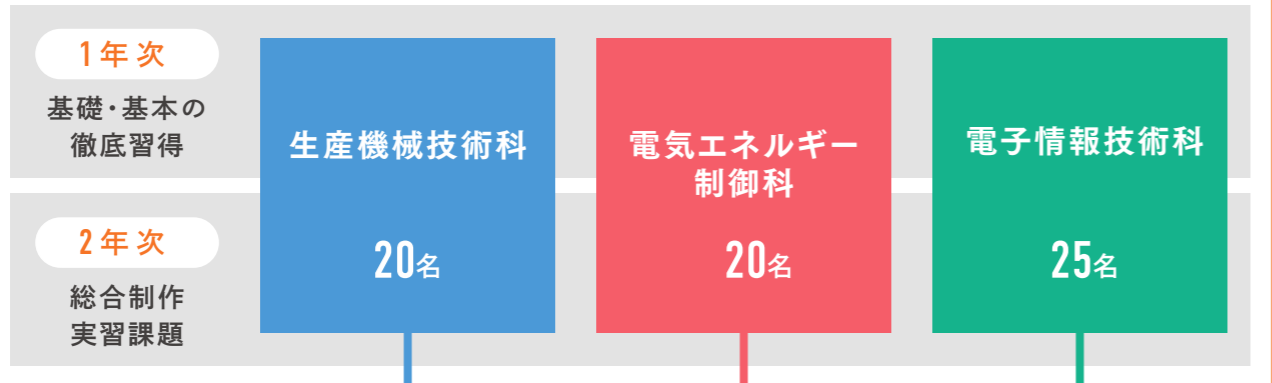 1年次
基礎・基本の
徹底習得
生産機械技術科
電気エネルギー
制御科
電子情報技術科
2年次
総合制作
実習課題
20名
20名
25名